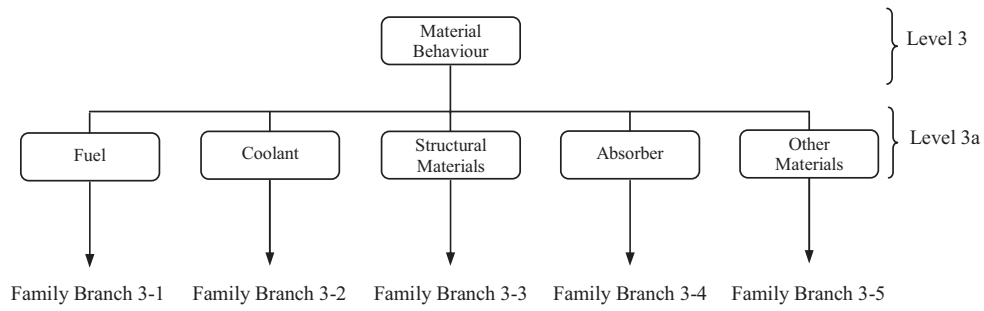 Material
Behaviour
Level 3
Fuel
Coolant
Structural
Materials
Absorber
Other
Materials
Level 3a
Family Branch 3-1
Family Branch 3-2
Family Branch 3-3
Family Branch 3-4
Family Branch 3-5